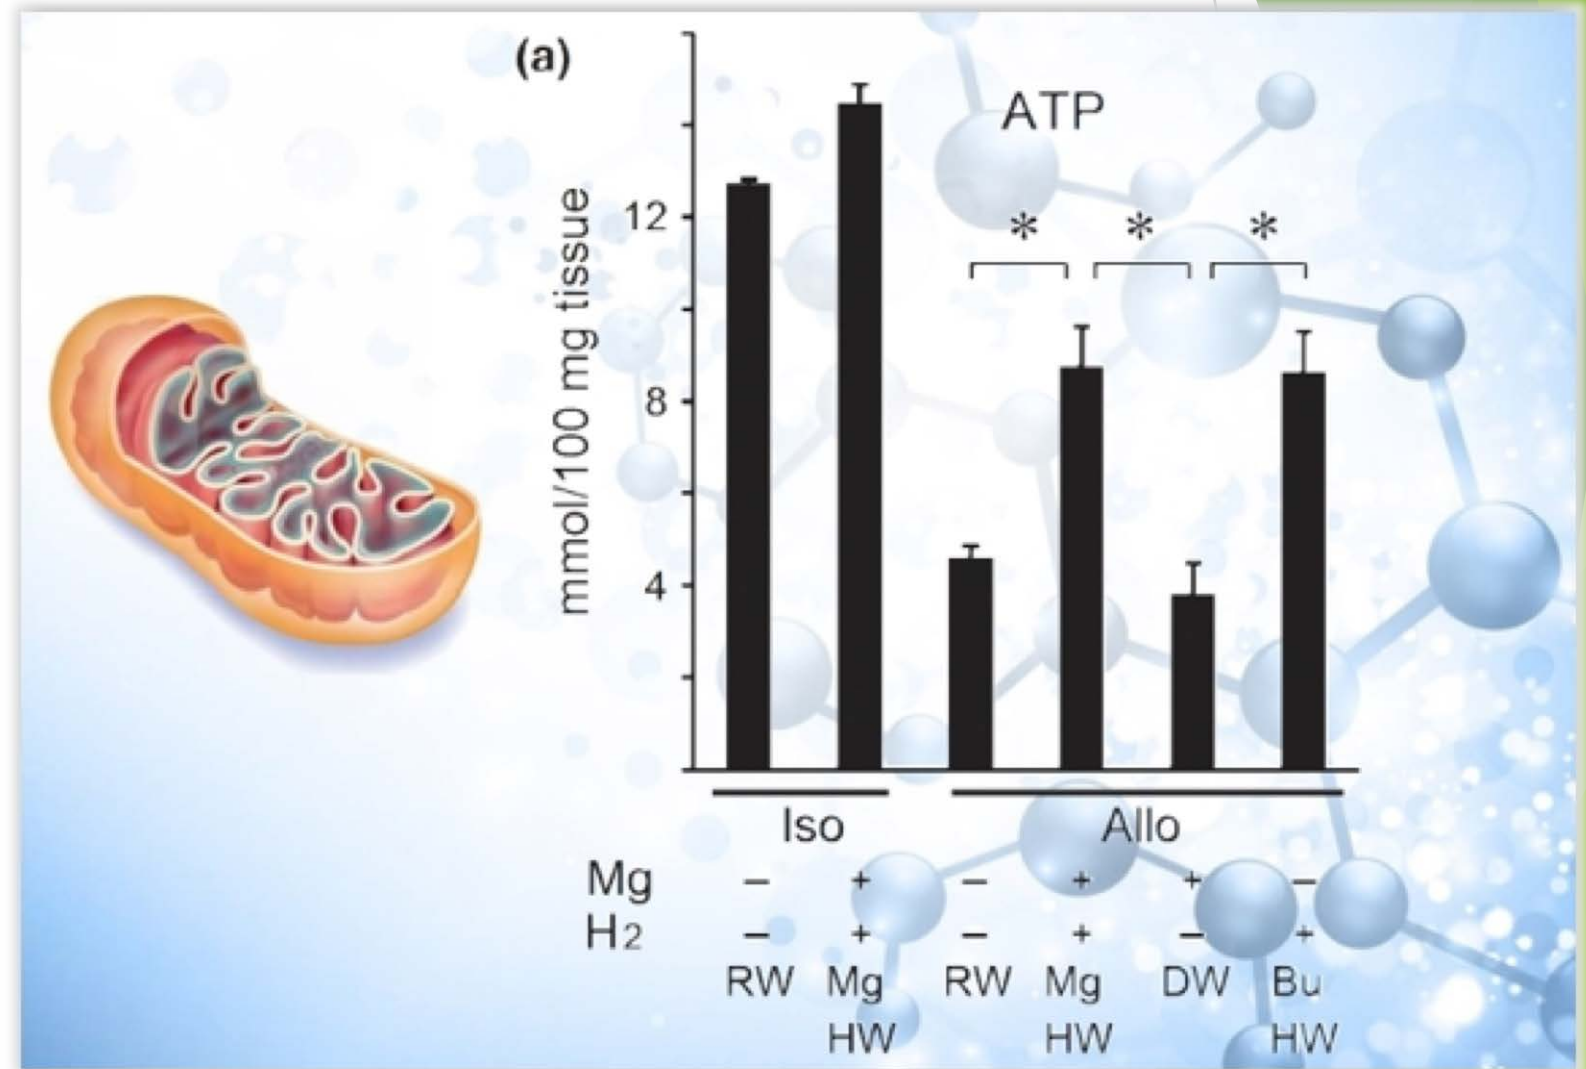 (a)
ATP
mmol/100 mg tissue
12
8
4
* * *
Iso Allo
Mg – + – + + –
H2 – + – + – +
RW Mg RW Mg DW Bu
HW HW HW